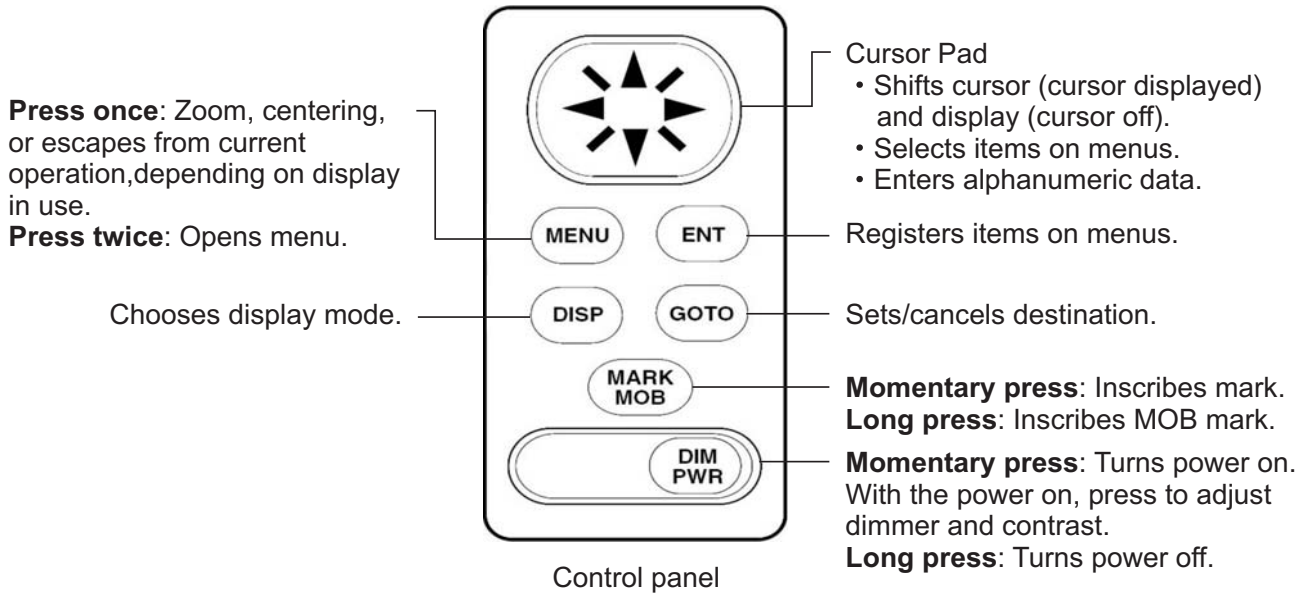 Cursor Pad
・Shifts cursor (cursor displayed)
and display (cursor off).
・Selects items on menus.
・Enters alphanumeric data.
Press once: Zoom, centering,
or escapes from current
operation,depending on display
in use.
Press twice: Opens menu.
MENU
ENT
Registers items on menus.
Chooses display mode.
DISP
GOTO
Sets/cancels destination.
MARK
MOB
Momentary press: Inscribes mark.
Long press: Inscribes MOB mark.
DIM
PWR
Momentary press: Turns power on.
With the power on, press to adjust
dimmer and contrast.
Long press: Turns power off.
Control panel